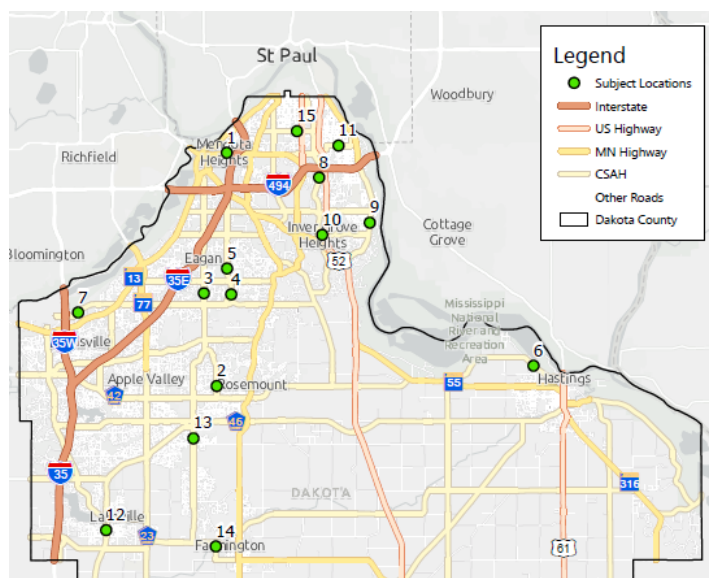 St Paul
Woodbury
Richfield
Legend
Subject Locations
Interstate
US Highway
MN Highway
CSAH
Other Roads
Dakota County
15
11
1
Mendota
Heights
8
494
9
10
Inver Grove
Heights
Cottage
Grove
Bloomington
52
5
Eagan
13
35E
3
4
77
7
Mississippi
National
River and
Recreation
Area
35W
6
Hastings
2
Apple Valley
Rosemount
55
42
46
13
35
DAKOTA
316
12
23
14
Farmington
61